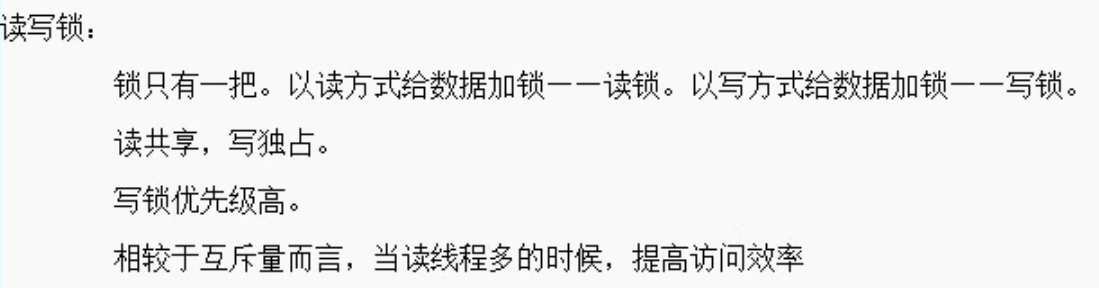 读写锁：
锁只有一把。以读方式给数据加锁——读锁。以写方式给数据加锁——写锁。
读共享，写独占。
写锁优先级高。
相较于互斥量而言，当读线程多的时候，提高访问效率